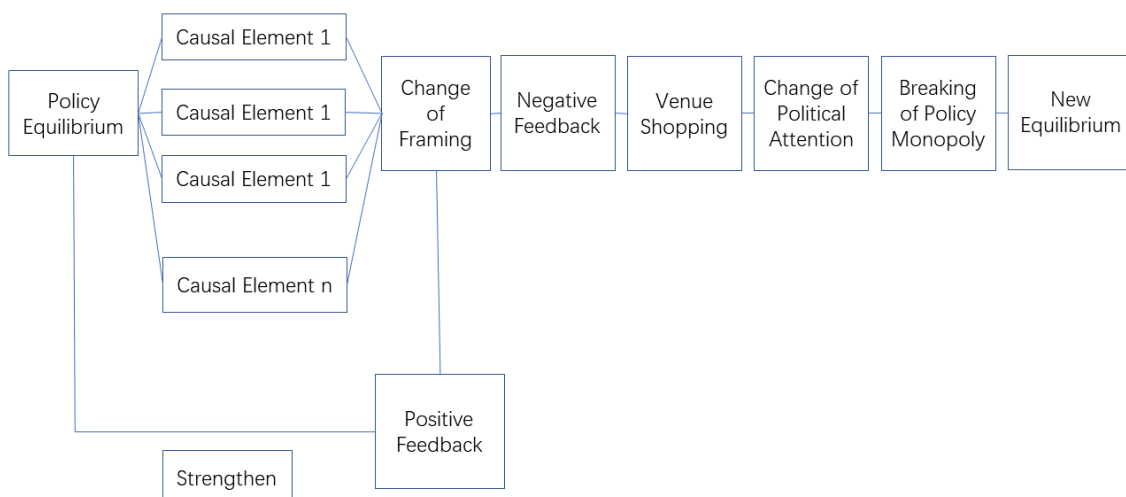 Policy
Equilibrium
Causal Element 1
Causal Element 1
Causal Element 1
Causal Element n
Change
of
Framing
Negative
Feedback
Venue
Shopping
Change of
Political
Attention
Breaking
of Policy
Monopoly
New
Equilibrium
Positive
Feedback
Strengthen